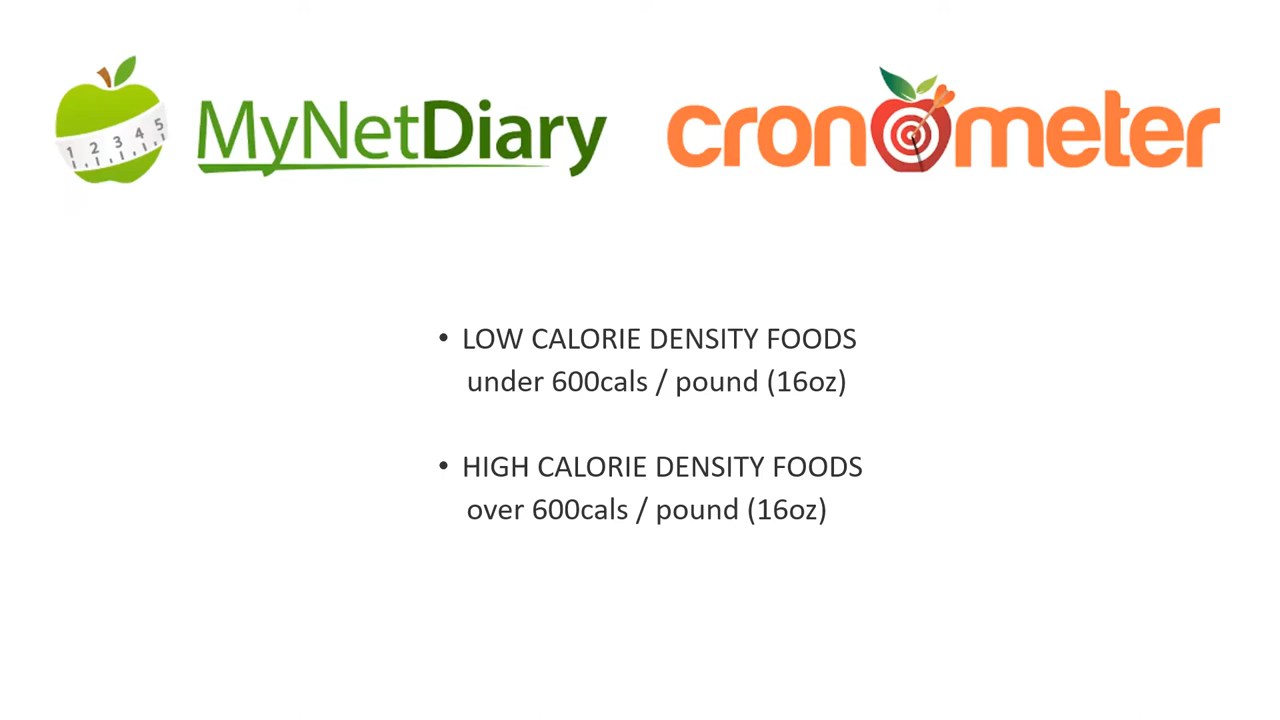 1 2 3 4 5
MyNetDiary
cronometer
• LOW CALORIE DENSITY FOODS
under 600cals / pound (16oz)
• HIGH CALORIE DENSITY FOODS
over 600cals / pound (16oz)